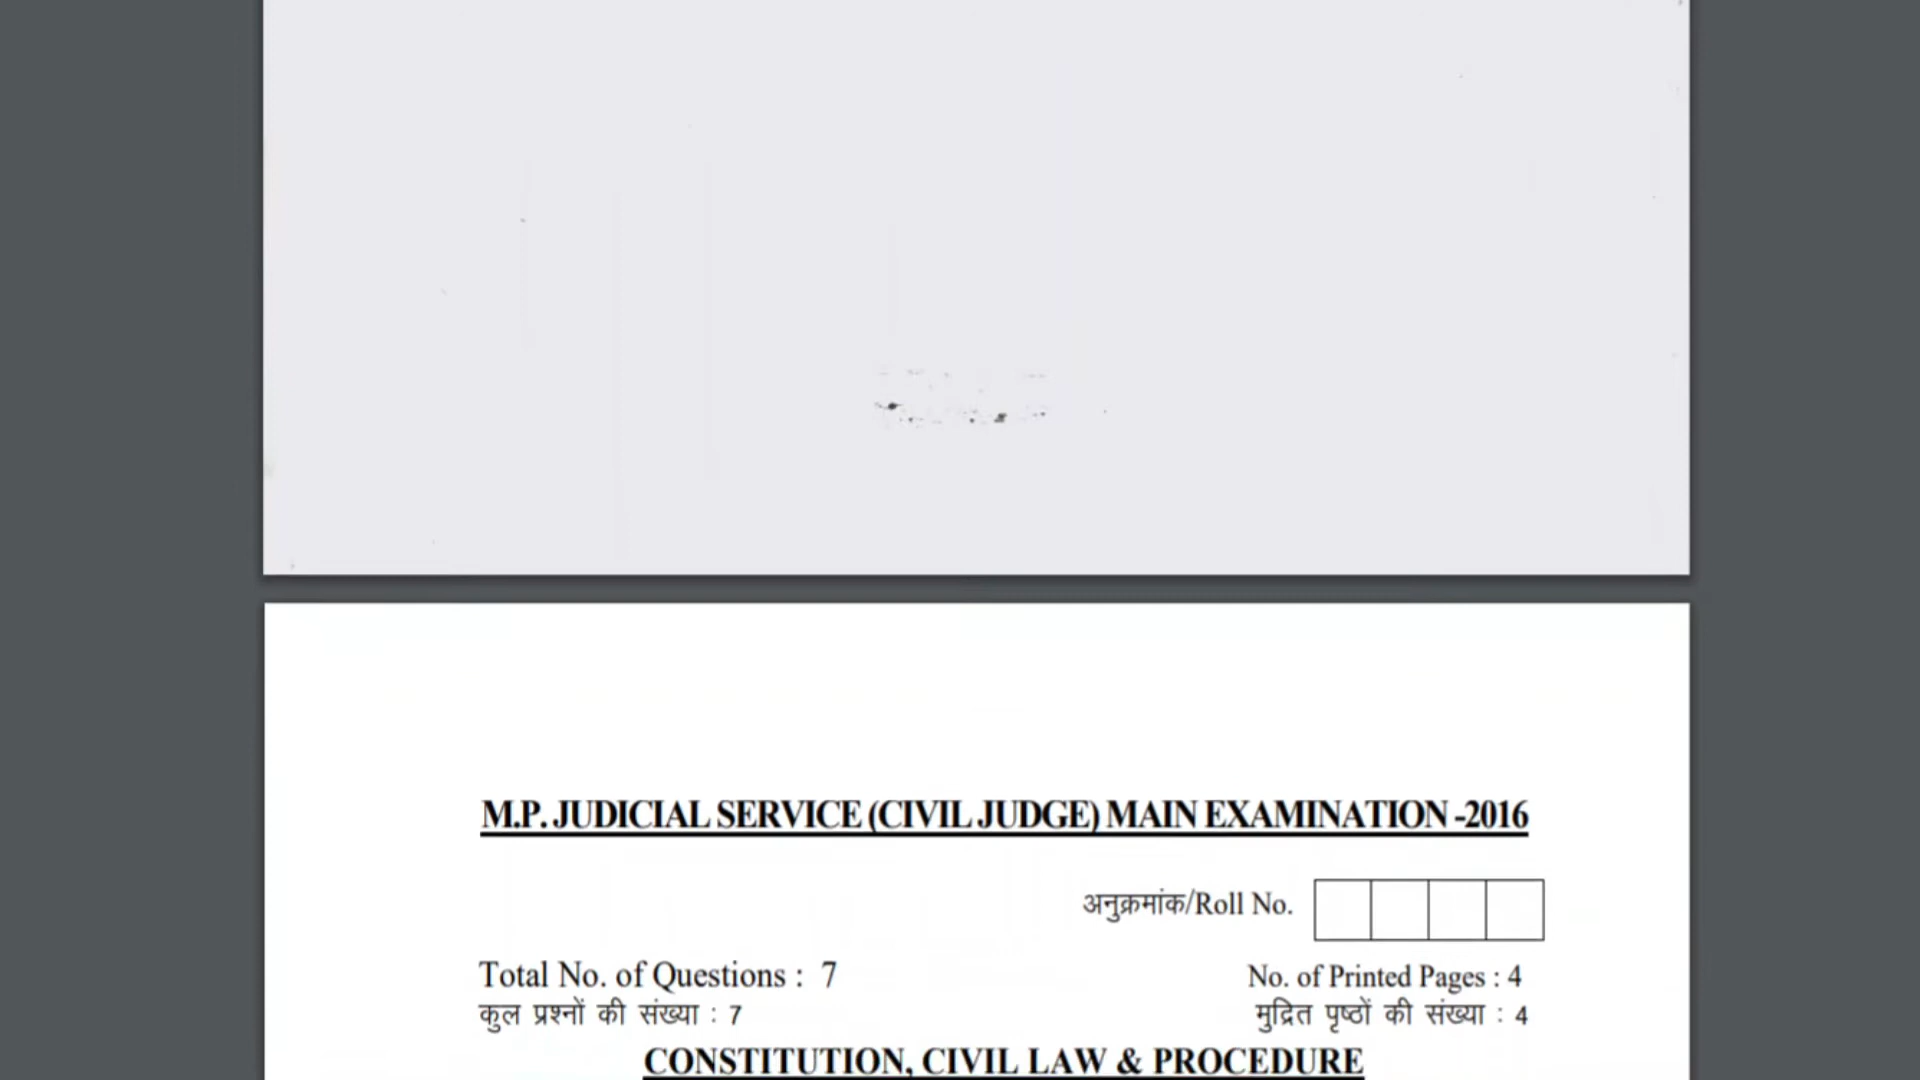 M.P. JUDICIAL SERVICE (CIVIL JUDGE) MAIN EXAMINATION -2016
अनुक्रमांक/Roll No.
Total No. of Questions : 7
No. of Printed Pages : 4
कुल प्रश्नों की संख्या : 7
मुद्रित पृष्ठों की संख्या : 4
CONSTITUTION, CIVIL LAW & PROCEDURE